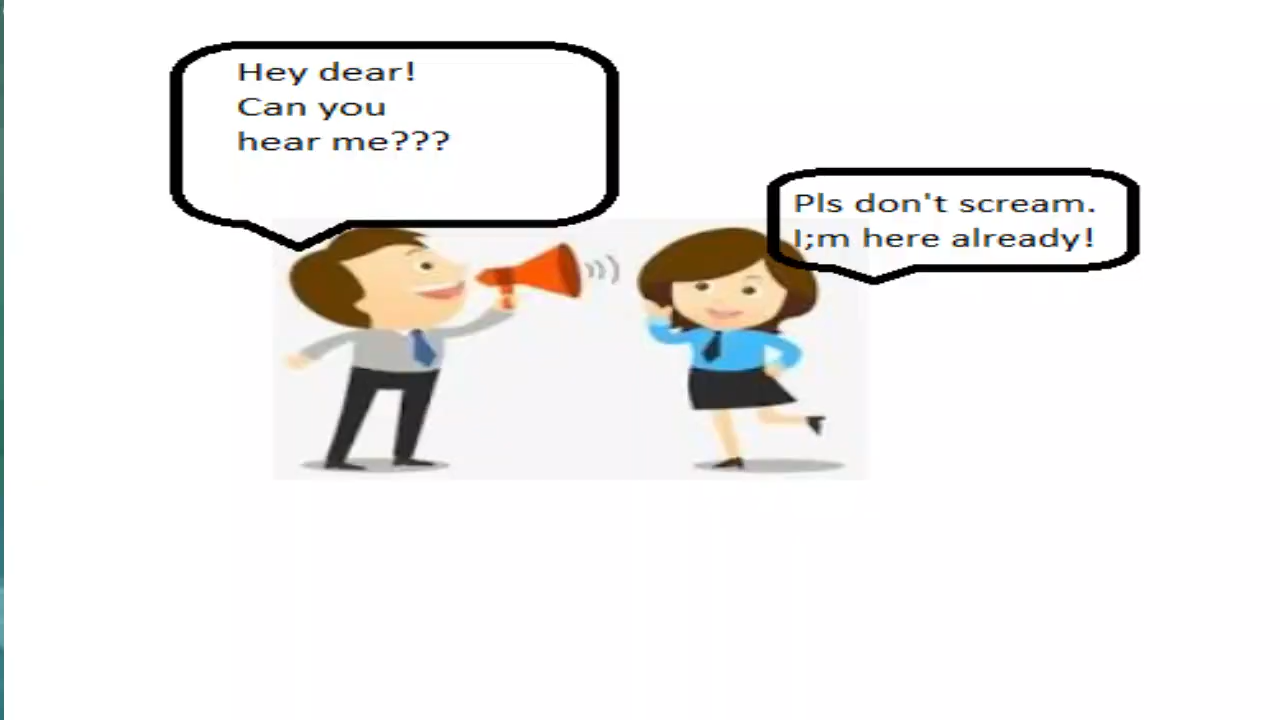 Hey dear!
Can you
hear me???
Pls don't scream.
I;m here already!